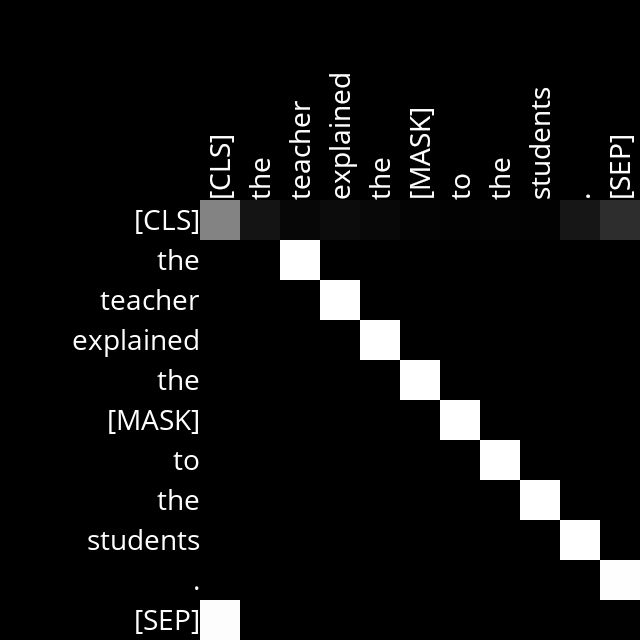 [CLS] the teacher explained the [MASK] to the students . [SEP]
[CLS]
the
teacher
explained
the
[MASK]
to
the
students
.
[SEP]